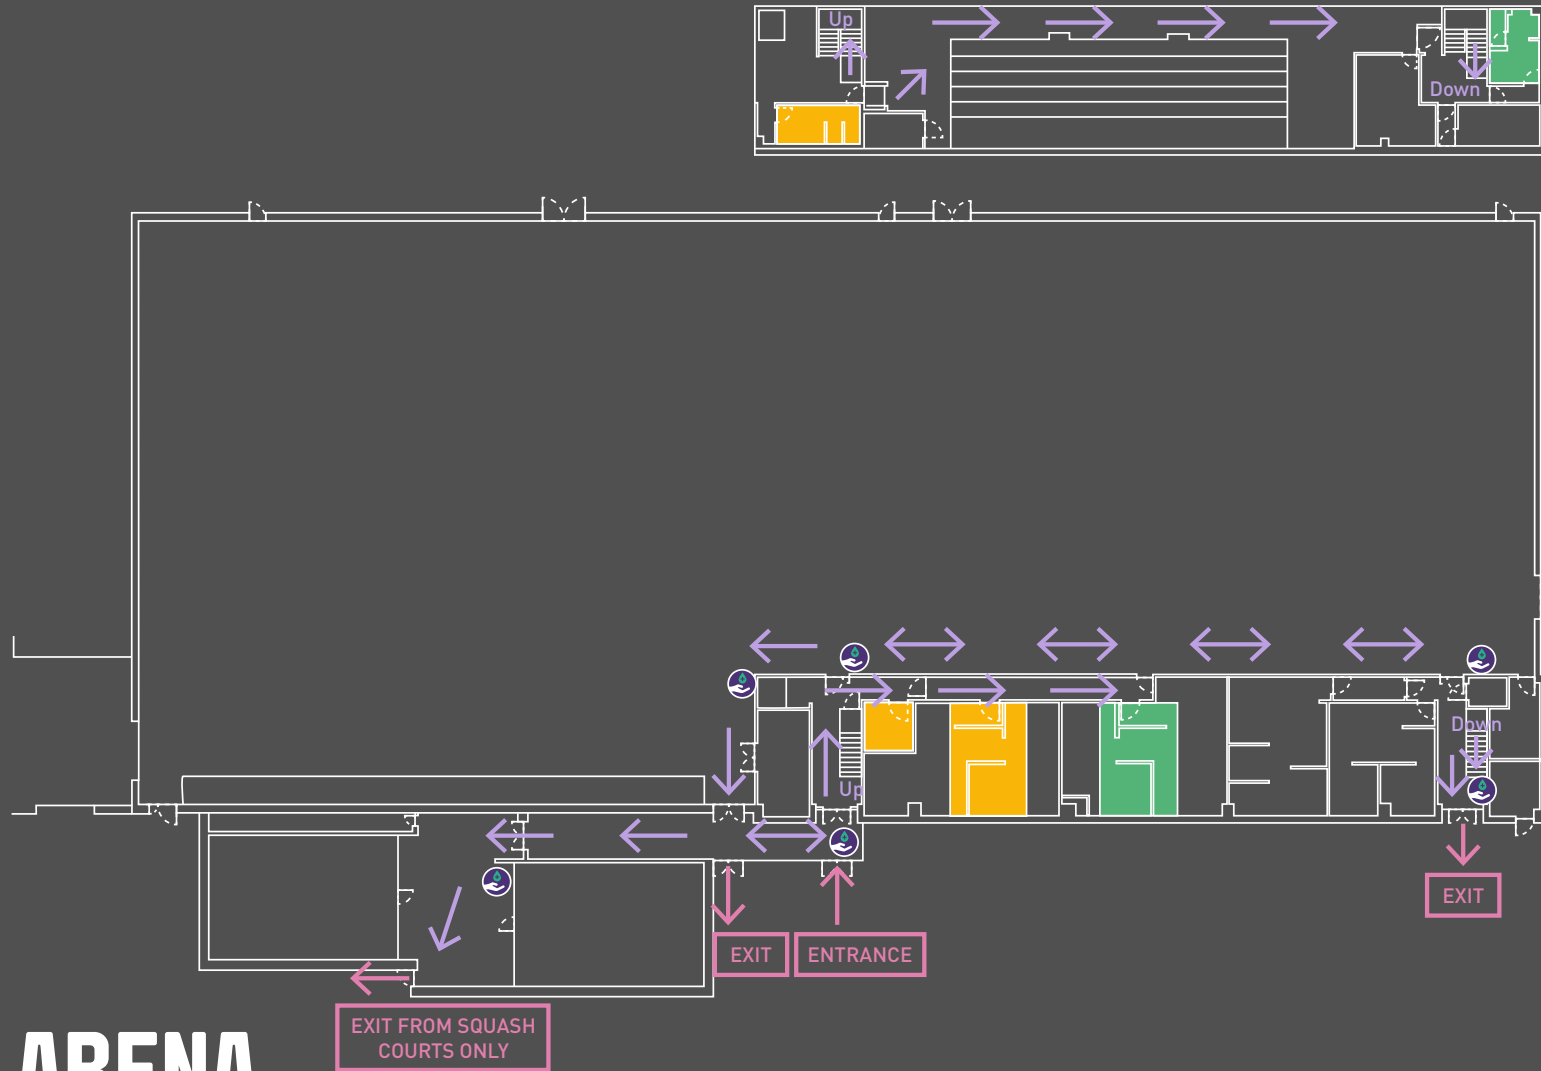 Up
Down
Down
Up
EXIT
EXIT
ENTRANCE
EXIT FROM SQUASH
COURTS ONLY
ARENA